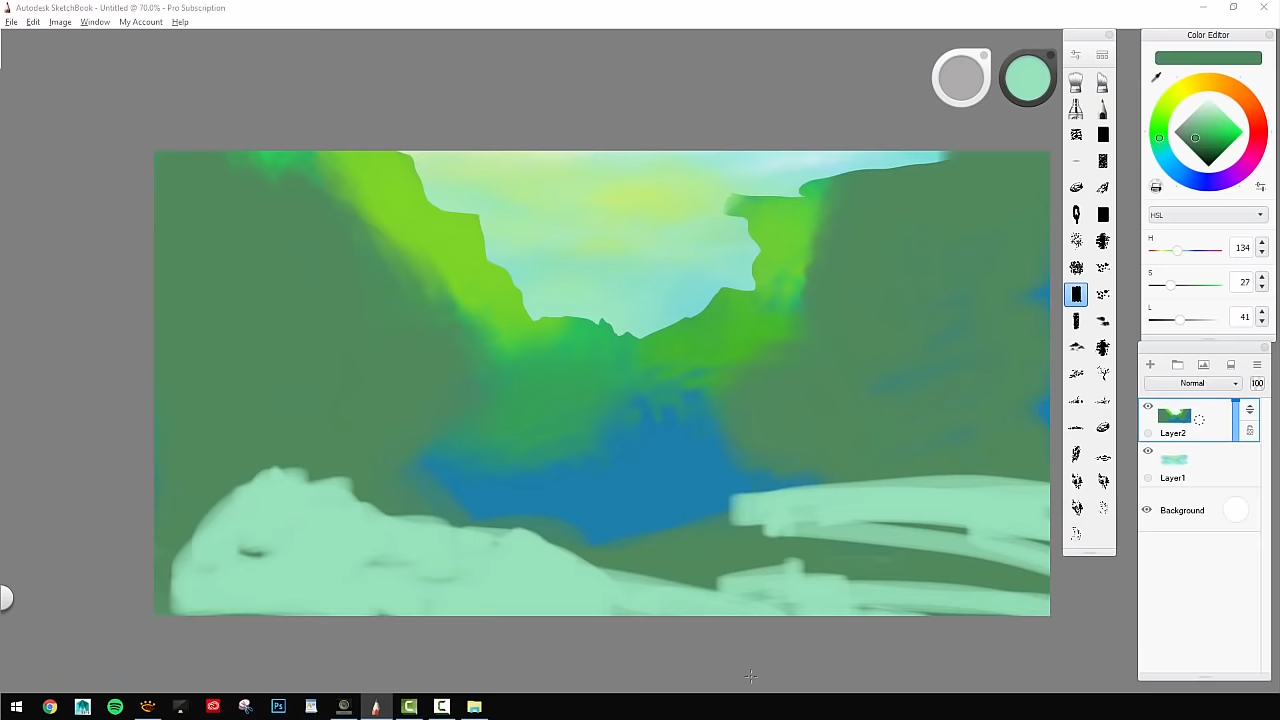 Autodesk SketchBook - Untitled @ 70.0% - Pro Subscription
File Edit Image Window My Account Help
Color Editor
HSL
H 134
S 27
L 41
Normal 100
Layer2
Layer1
Background
Ps